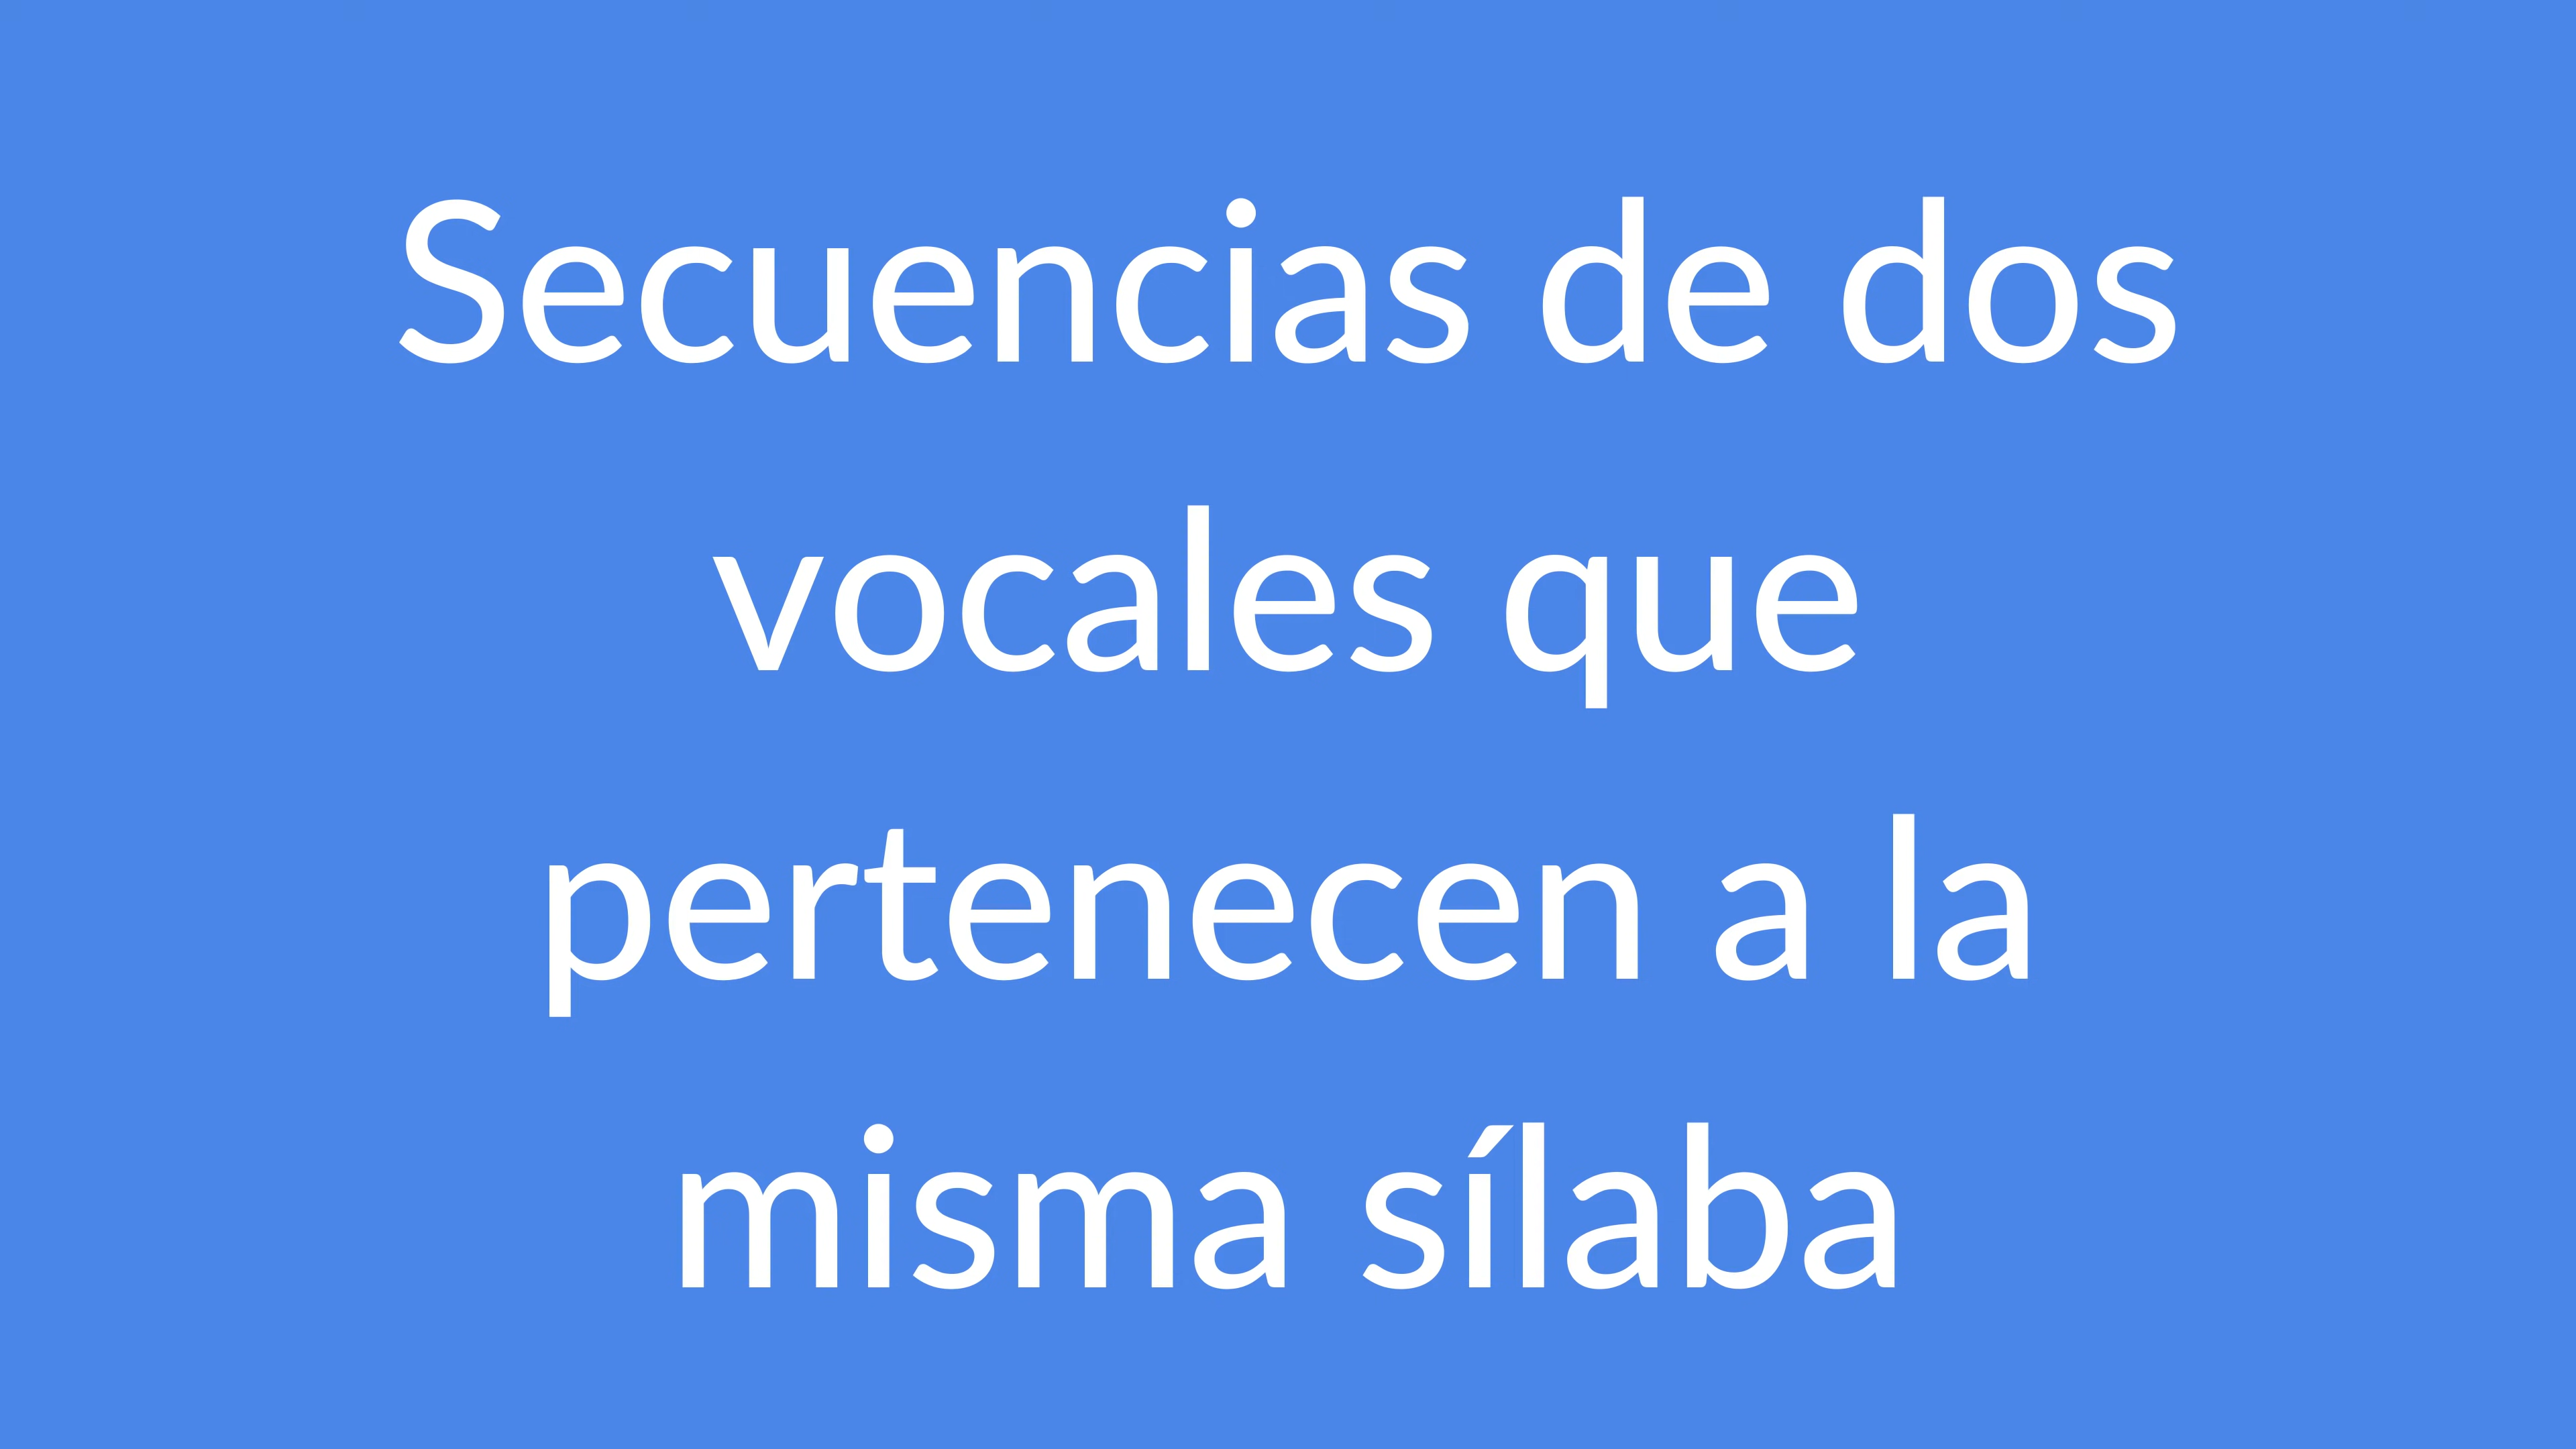 Secuencias de dos
vocales que
pertenecen a la
misma sílaba